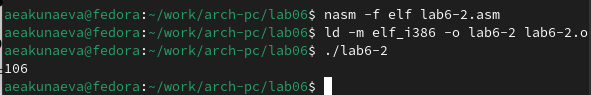 aeakunaeva@fedora:~/work/arch-pc/lab06$ nasm -f elf lab6-2.asm
aeakunaeva@fedora:~/work/arch-pc/lab06$ ld -m elf_i386 -o lab6-2 lab6-2.o
aeakunaeva@fedora:~/work/arch-pc/lab06$ ./lab6-2
106
aeakunaeva@fedora:~/work/arch-pc/lab06$